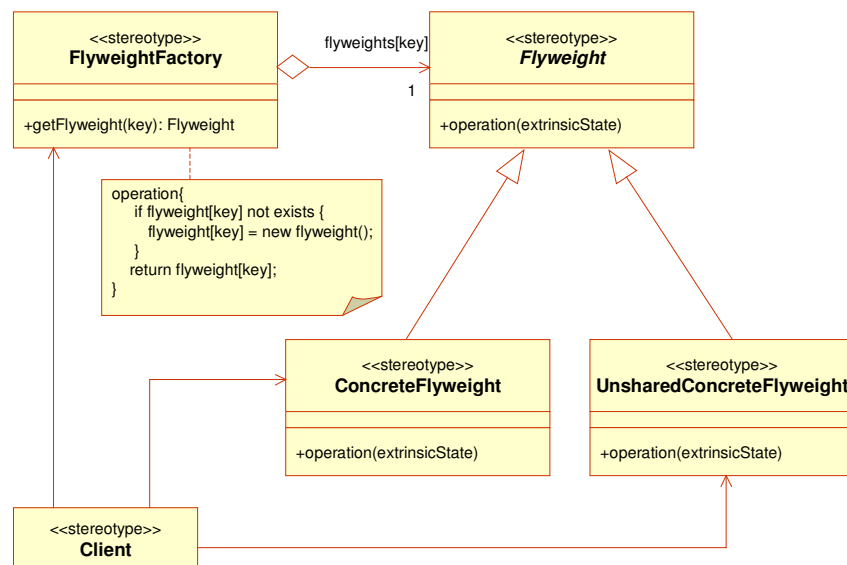 <<stereotype>>
FlyweightFactory
+getFlyweight(key): Flyweight
flyweights[key]
1
<<stereotype>>
Flyweight
+operation(extrinsicState)
operation{
if flyweight[key] not exists {
flyweight[key] = new flyweight();
}
return flyweight[key];
}
<<stereotype>>
ConcreteFlyweight
+operation(extrinsicState)
<<stereotype>>
UnsharedConcreteFlyweight
+operation(extrinsicState)
<<stereotype>>
Client